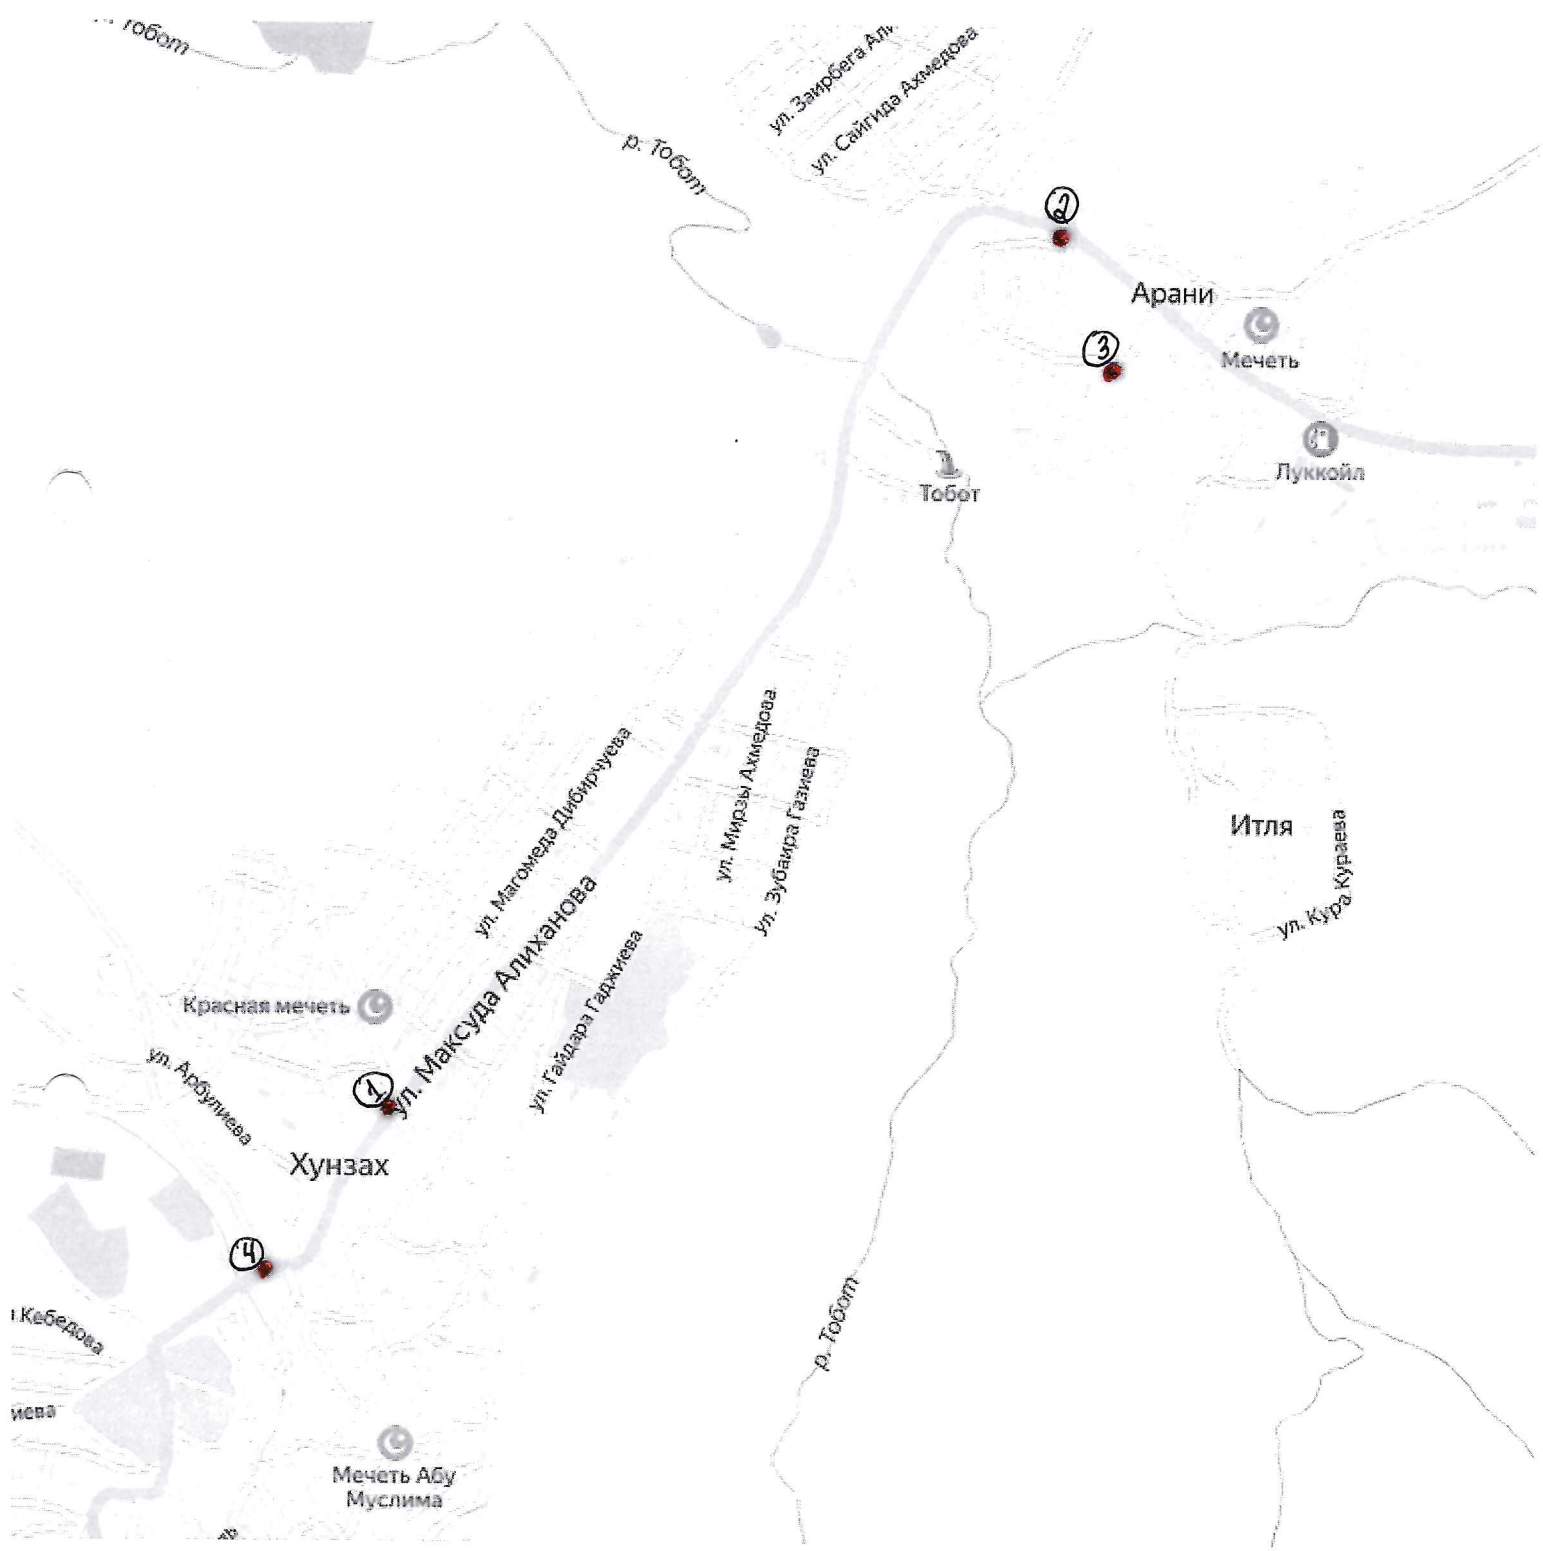 Тобот
ул. Сайгида Ахмедова
ул. Заирбега
р. Тобот
2
Арани
3
Мечеть
Луккойл
Тобот
ул. Магомеда Дибирчуева
ул. Мирзы Ахмедова
ул. Зубаира Газиева
Итля
ул. Кура Кураева
ул. Максуда Алиханова
ул. Гайдара Гаджиева
Красная мечеть
ул. Арбулиева
1
Хунзах
4
Кебедова
р. Тобот
Мечеть Абу
Муслима